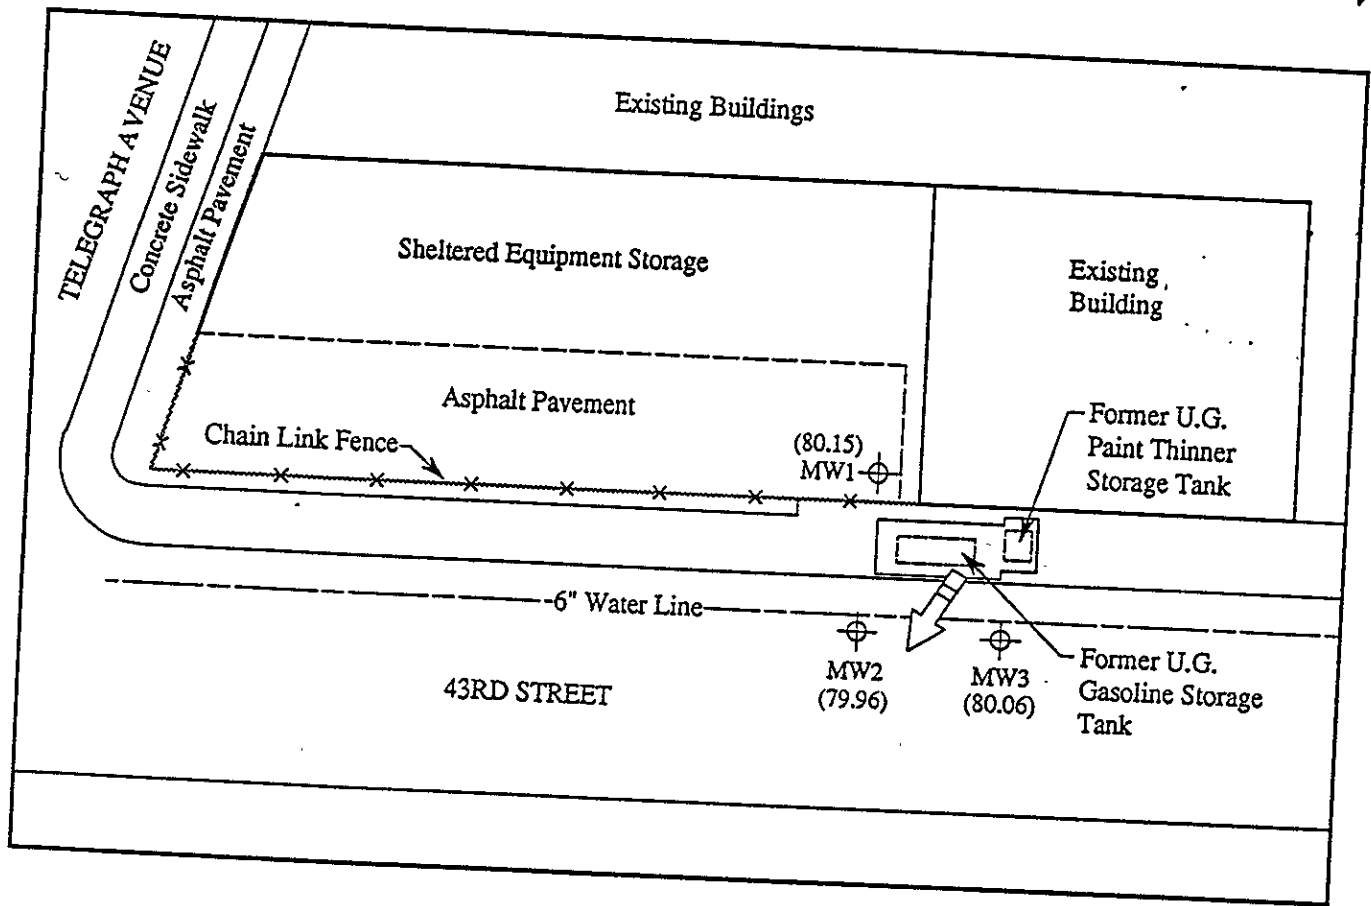 Existing Buildings
TELEGRAPH AVENUE
Concrete Sidewalk
Asphalt Pavement
Sheltered Equipment Storage
Existing
Building
Asphalt Pavement
Chain Link Fence
(80.15)
MW1
Former U.G.
Paint Thinner
Storage Tank
6" Water Line
MW2
(79.96)
MW3
(80.06)
Former U.G.
Gasoline Storage
Tank
43RD STREET